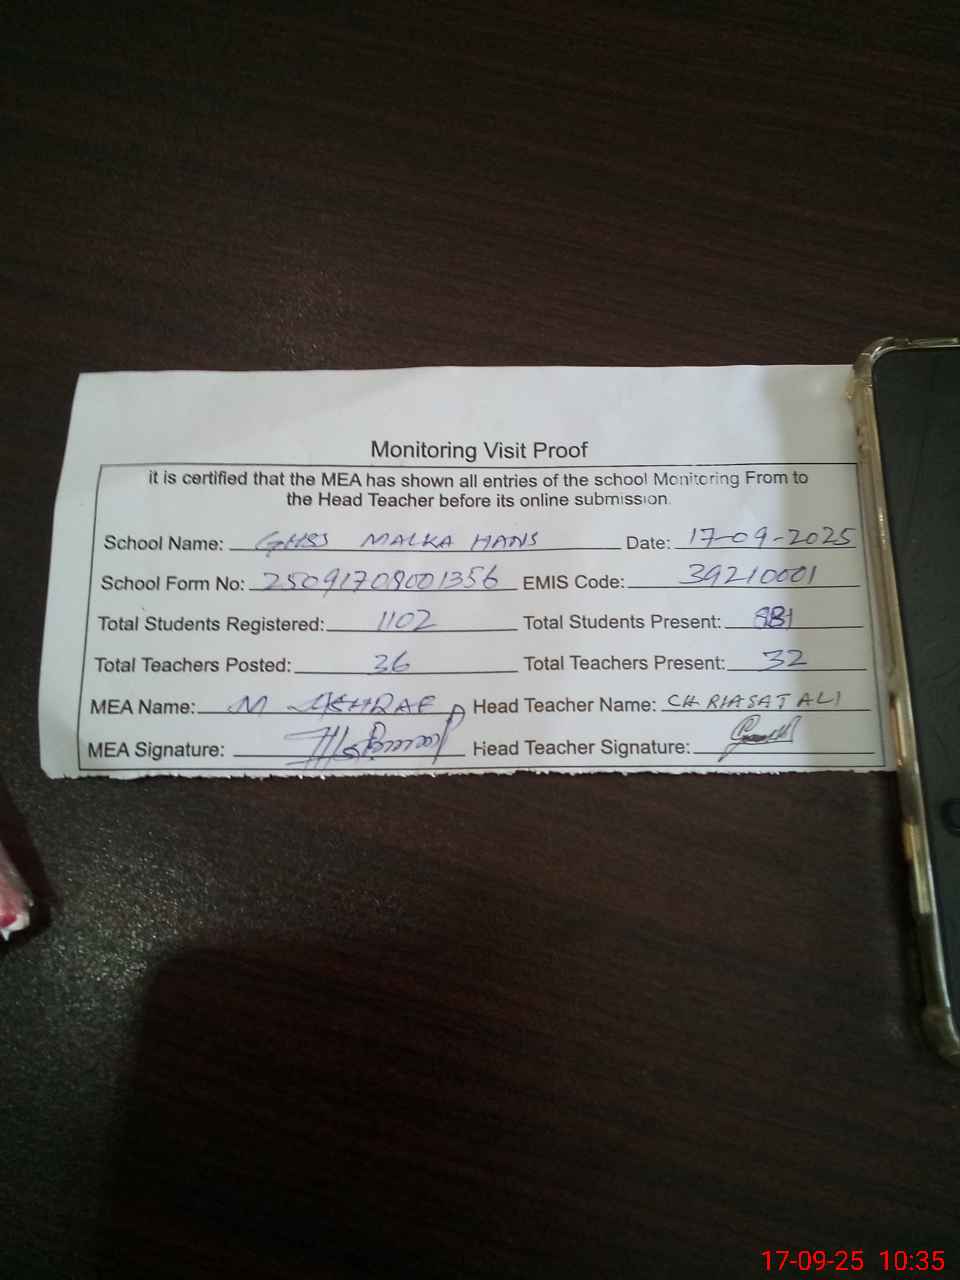 Monitoring Visit Proof
it is certified that the MEA has shown all entries of the school Monitoring From to
the Head Teacher before its online submission.
School Name: GHSS MALKA HANS Date: 17-09-2025
School Form No: 25091709001356 EMIS Code: 39210001
Total Students Registered: 1102 Total Students Present: 881
Total Teachers Posted: 36 Total Teachers Present: 32
MEA Name: M ASHRAF Head Teacher Name: CH RIASAT ALI
MEA Signature: Head Teacher Signature:
17-09-25 10:35